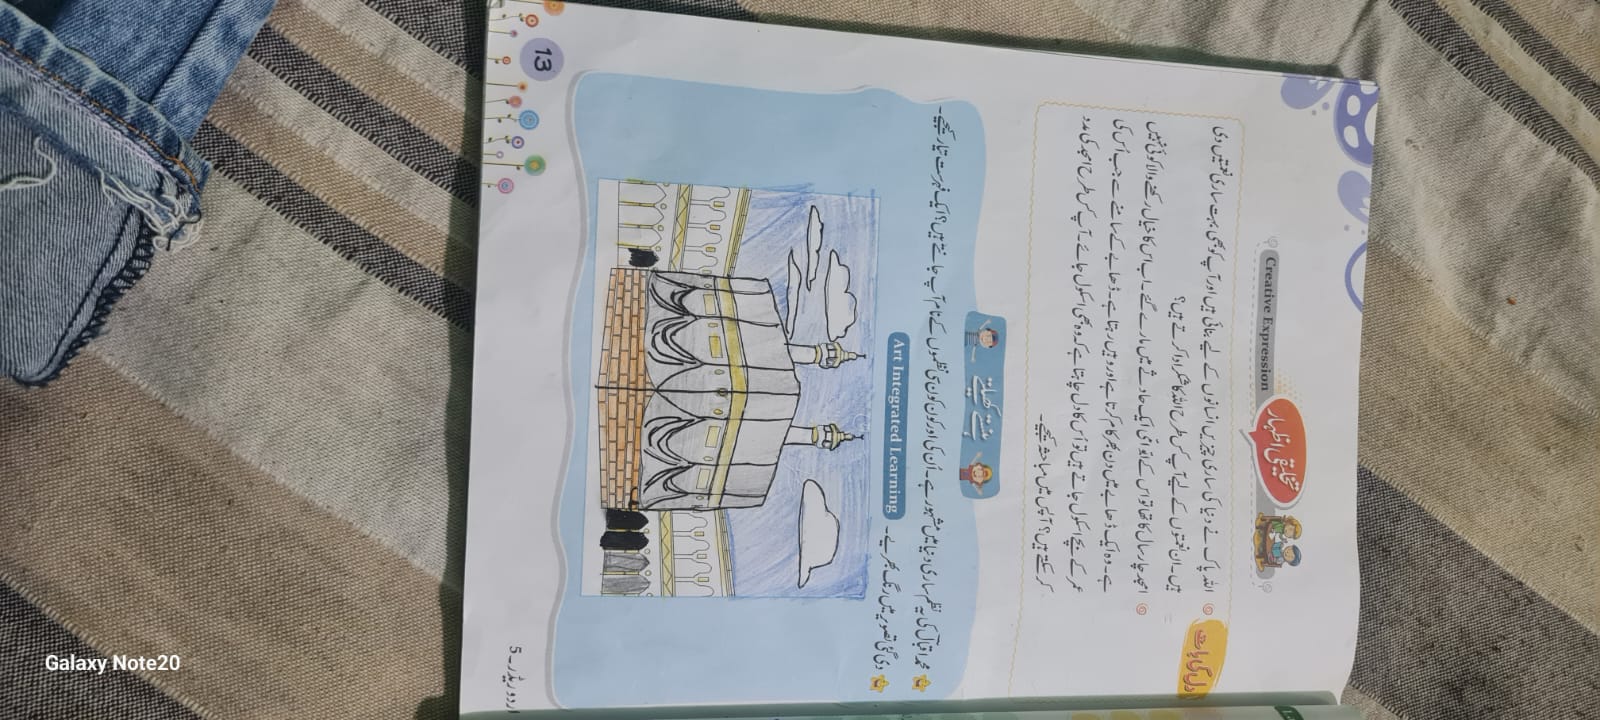 تخلیقی اظہار
Creative Expression
دل کی بات
اللہ پاک نے دنیا کی ساری چیزیں انسانوں کے لیے بنائی ہیں اور آپ کو بھی بہت ساری نعمتیں دی
ہیں۔ ان نعمتوں کے لیے آپ کس طرح اللہ کا شکر ادا کرتے ہیں؟
امجد چار سال کا تھا تو اس کے ابو امّی ایک حادثے میں مارے گئے۔ اب اس کا خیال رکھنے والا کوئی نہیں
ہے۔ وہ ایک ڈھابے میں دن بھر کام کرتا ہے اور وہیں رہتا ہے۔ ڈھابے کے سامنے سے جب اُس کی
عمر کے بچے اسکول جاتے ہیں تو اُس کا دل چاہتا ہے کہ وہ بھی اسکول جائے۔ آپ کس طرح امجد کی مدد
کر سکتے ہیں؟ آپس میں مباحثہ کیجیے۔
ہنستے کھیلتے
محمد اقبالؔ کی یہ نظم ساری دنیا میں مشہور ہے۔ اُن کی اور کون کون سی نظموں کے نام آپ جانتے ہیں؟ ایک فہرست تیار کیجیے۔
دی گئی تصویر میں رنگ بھریے۔ Art Integrated Learning
13
اردو ریڈر۔5
Galaxy Note20